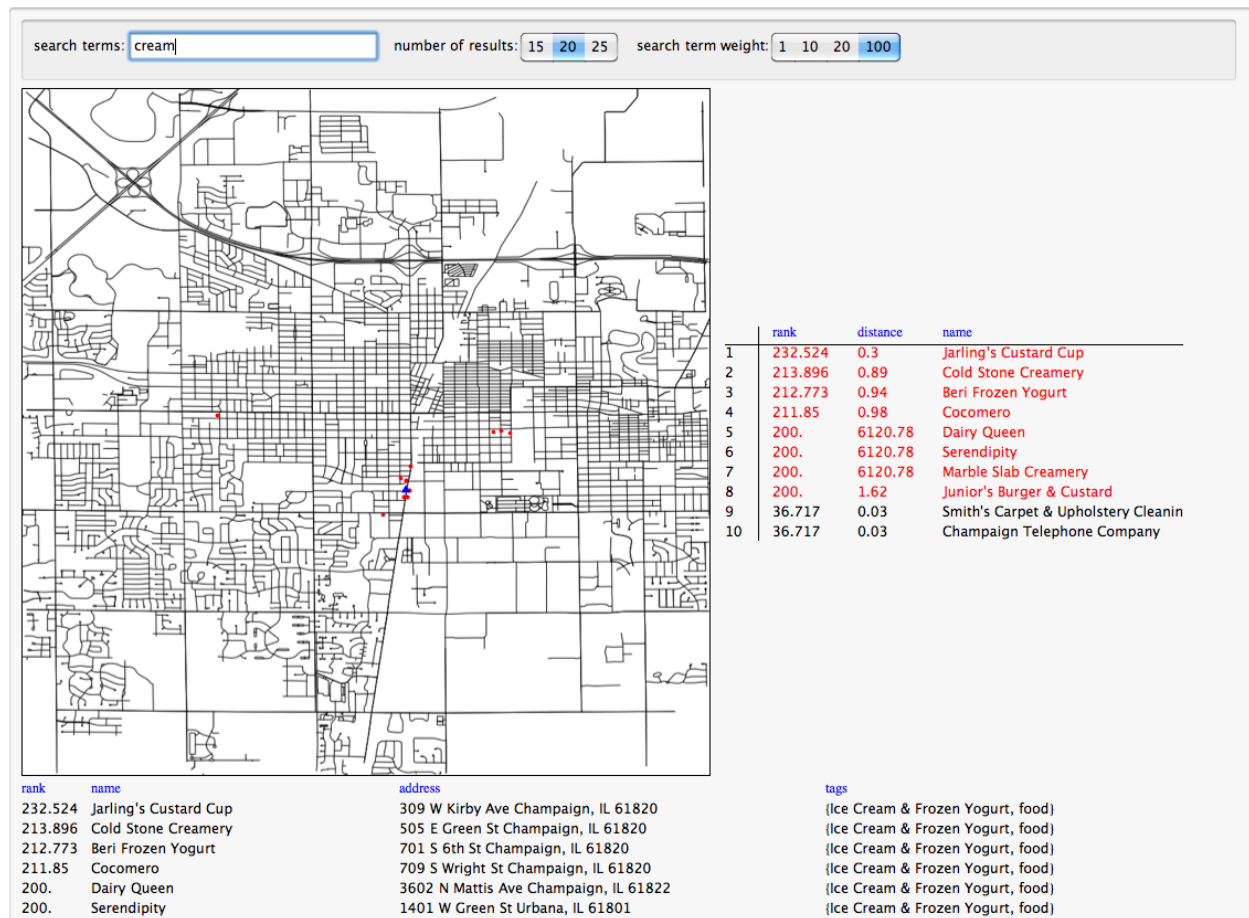 search terms: cream number of results: 15 20 25 search term weight: 1 10 20 100
rank distance name
1 232.524 0.3 Jarling's Custard Cup
2 213.896 0.89 Cold Stone Creamery
3 212.773 0.94 Beri Frozen Yogurt
4 211.85 0.98 Cocomero
5 200. 6120.78 Dairy Queen
6 200. 6120.78 Serendipity
7 200. 6120.78 Marble Slab Creamery
8 200. 1.62 Junior's Burger & Custard
9 36.717 0.03 Smith's Carpet & Upholstery Cleanin
10 36.717 0.03 Champaign Telephone Company
rank name address tags
232.524 Jarling's Custard Cup 309 W Kirby Ave Champaign, IL 61820 {Ice Cream & Frozen Yogurt, food}
213.896 Cold Stone Creamery 505 E Green St Champaign, IL 61820 {Ice Cream & Frozen Yogurt, food}
212.773 Beri Frozen Yogurt 701 S 6th St Champaign, IL 61820 {Ice Cream & Frozen Yogurt, food}
211.85 Cocomero 709 S Wright St Champaign, IL 61820 {Ice Cream & Frozen Yogurt, food}
200. Dairy Queen 3602 N Mattis Ave Champaign, IL 61822 {Ice Cream & Frozen Yogurt, food}
200. Serendipity 1401 W Green St Urbana, IL 61801 {Ice Cream & Frozen Yogurt, food}